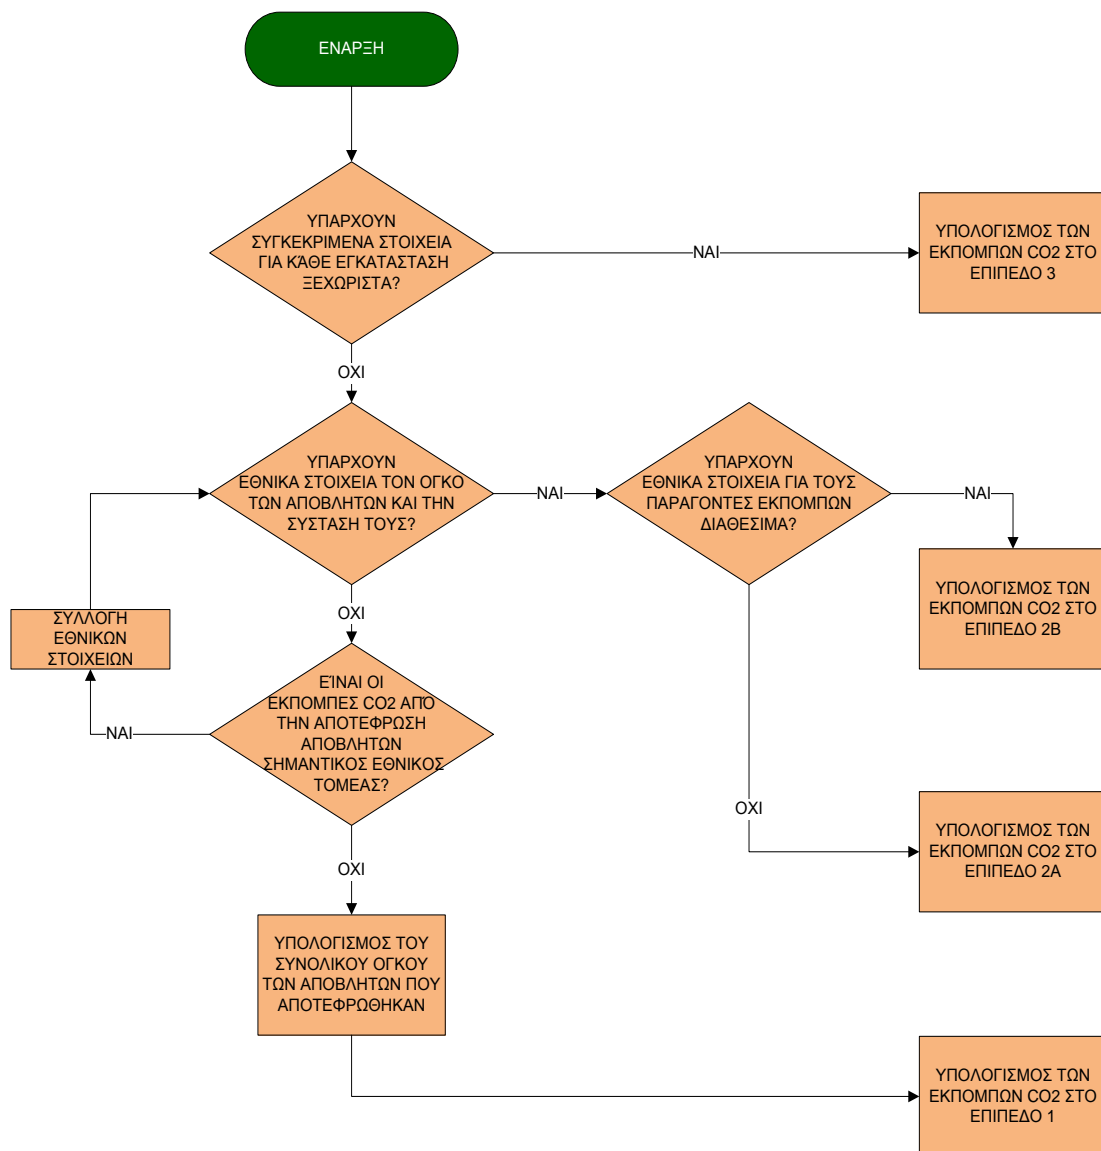 ΕΝΑΡΞΗ
ΥΠΑΡΧΟΥΝ
ΣΥΓΚΕΚΡΙΜΕΝΑ ΣΤΟΙΧΕΙΑ
ΓΙΑ ΚΆΘΕ ΕΓΚΑΤΑΣΤΑΣΗ
ΞΕΧΩΡΙΣΤΑ?
ΝΑΙ
ΥΠΟΛΟΓΙΣΜΟΣ ΤΩΝ
ΕΚΠΟΜΠΩΝ CO2 ΣΤΟ
ΕΠΙΠΕΔΟ 3
ΟΧΙ
ΥΠΑΡΧΟΥΝ
ΕΘΝΙΚΑ ΣΤΟΙΧΕΙΑ ΤΟΝ ΟΓΚΟ
ΤΩΝ ΑΠΟΒΛΗΤΩΝ ΚΑΙ ΤΗΝ
ΣΥΣΤΑΣΗ ΤΟΥΣ?
ΝΑΙ
ΥΠΑΡΧΟΥΝ
ΕΘΝΙΚΑ ΣΤΟΙΧΕΙΑ ΓΙΑ ΤΟΥΣ
ΠΑΡΑΓΟΝΤΕΣ ΕΚΠΟΜΠΩΝ
ΔΙΑΘΕΣΙΜΑ?
ΝΑΙ
ΥΠΟΛΟΓΙΣΜΟΣ ΤΩΝ
ΕΚΠΟΜΠΩΝ CO2 ΣΤΟ
ΕΠΙΠΕΔΟ 2Β
ΟΧΙ
ΣΥΛΛΟΓΗ
ΕΘΝΙΚΩΝ
ΣΤΟΙΧΕΙΩΝ
ΕΊΝΑΙ ΟΙ
ΕΚΠΟΜΠΕΣ CO2 ΑΠΌ
ΤΗΝ ΑΠΟΤΕΦΡΩΣΗ
ΑΠΟΒΛΗΤΩΝ
ΣΗΜΑΝΤΙΚΟΣ ΕΘΝΙΚΟΣ
ΤΟΜΕΑΣ?
ΝΑΙ
ΟΧΙ
ΥΠΟΛΟΓΙΣΜΟΣ ΤΩΝ
ΕΚΠΟΜΠΩΝ CO2 ΣΤΟ
ΕΠΙΠΕΔΟ 2Α
ΟΧΙ
ΥΠΟΛΟΓΙΣΜΟΣ ΤΟΥ
ΣΥΝΟΛΙΚΟΥ ΟΓΚΟΥ
ΤΩΝ ΑΠΟΒΛΗΤΩΝ ΠΟΥ
ΑΠΟΤΕΦΡΩΘΗΚΑΝ
ΥΠΟΛΟΓΙΣΜΟΣ ΤΩΝ
ΕΚΠΟΜΠΩΝ CO2 ΣΤΟ
ΕΠΙΠΕΔΟ 1